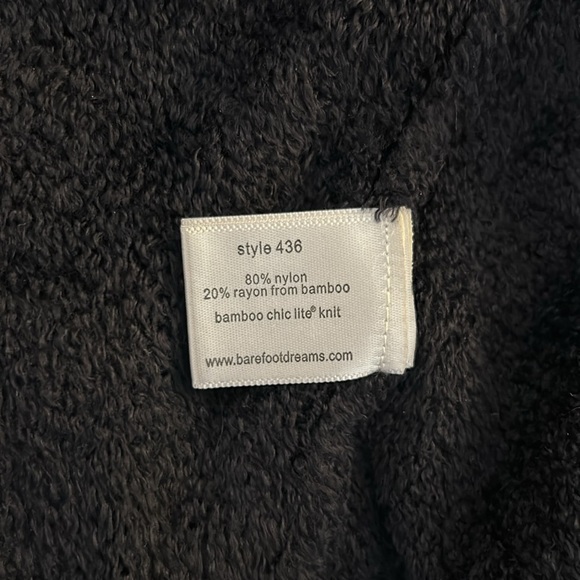 style 436
80% nylon
20% rayon from bamboo
bamboo chic lite® knit
www.barefootdreams.com